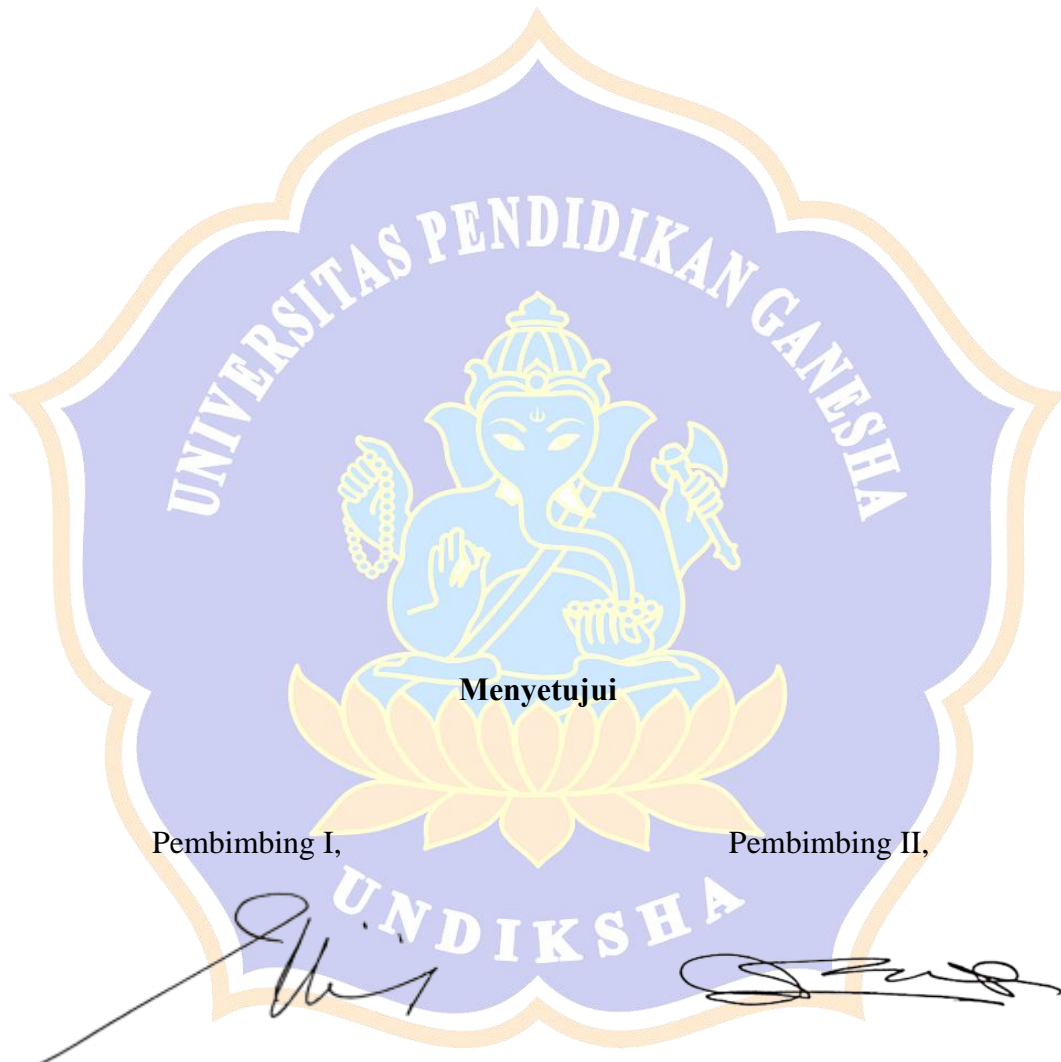 UNIVERSITAS PENDIDIKAN GANESHA
Menyetujui
Pembimbing I, Pembimbing II,
UNDIKSHA